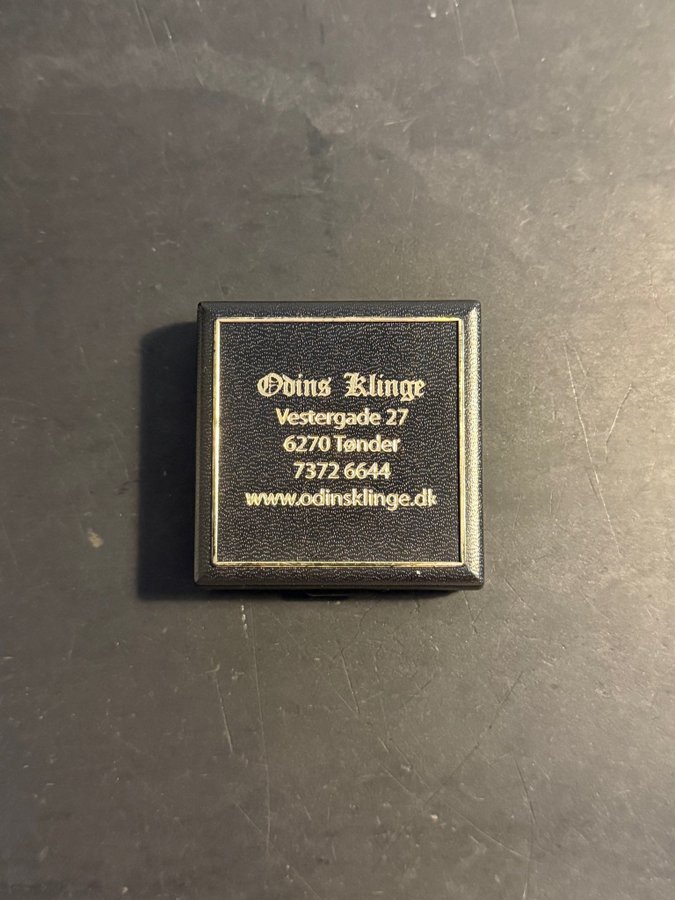 Odins Klinge
Vestergade 27
6270 Tønder
7372 6644
www.odinsklinge.dk